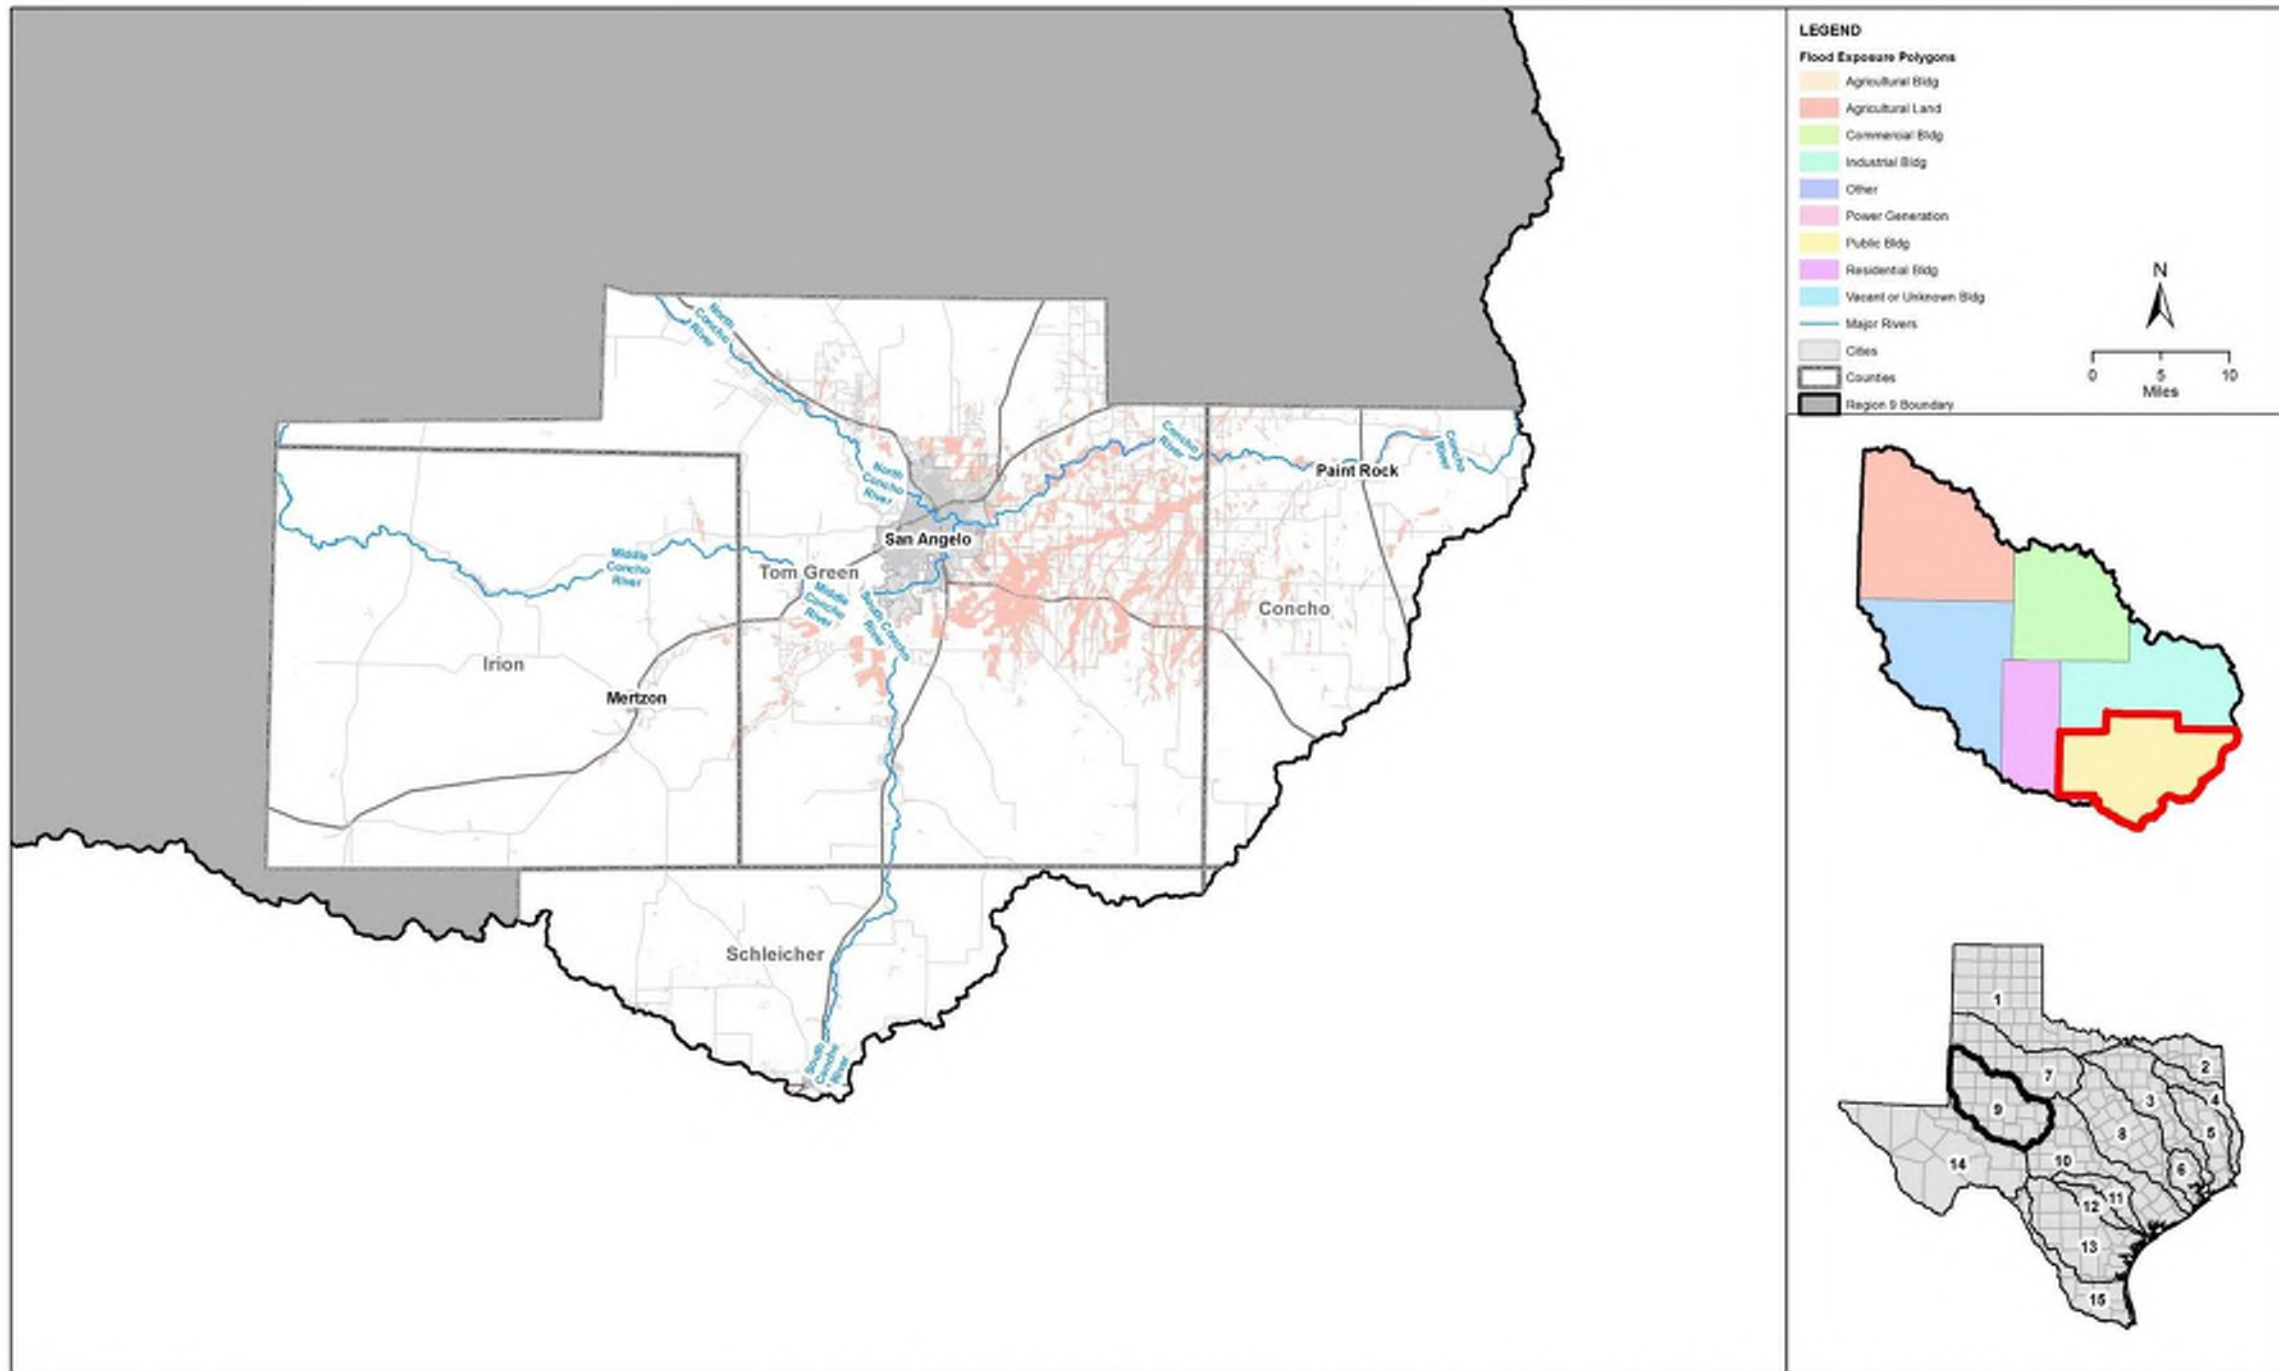 LEGEND
Flood Exposure Polygons
Agricultural Bldg
Agricultural Land
Commercial Bldg
Industrial Bldg
Other
Power Generation
Public Bldg
Residential Bldg
Vacant or Unknown Bldg
Major Rivers
Cities
Counties
Region 9 Boundary
N
0 5 10
Miles
North
Concho
River
North
Concho
River
Concho
River
Concho
River
Paint Rock
San Angelo
Middle
Concho
River
Tom Green
Middle
Concho
River
South Concho
River
Concho
Irion
Mertzon
Schleicher
South
Concho
River
1
2
7
3
4
9
8
5
14
10
6
11
12
13
15